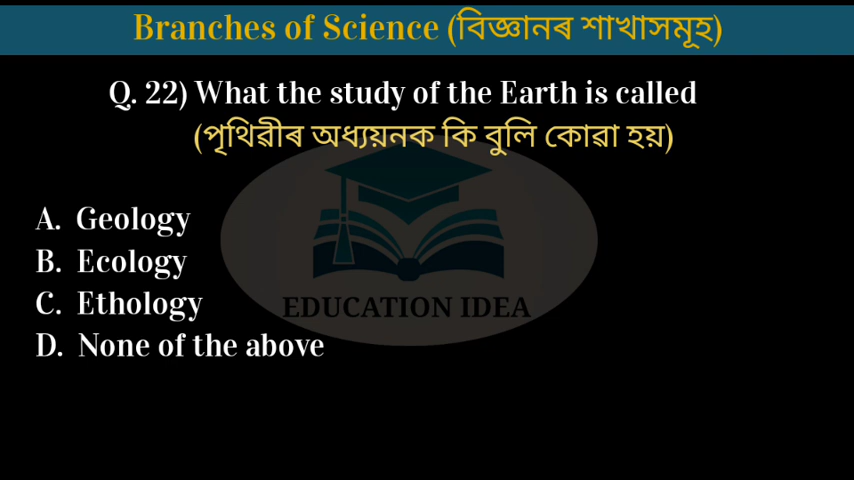 Branches of Science (বিজ্ঞানৰ শাখাসমূহ)
Q. 22) What the study of the Earth is called
(পৃথিৱীৰ অধ্যয়নক কি বুলি কোৱা হয়)
A. Geology
B. Ecology
C. Ethology
D. None of the above
EDUCATION IDEA